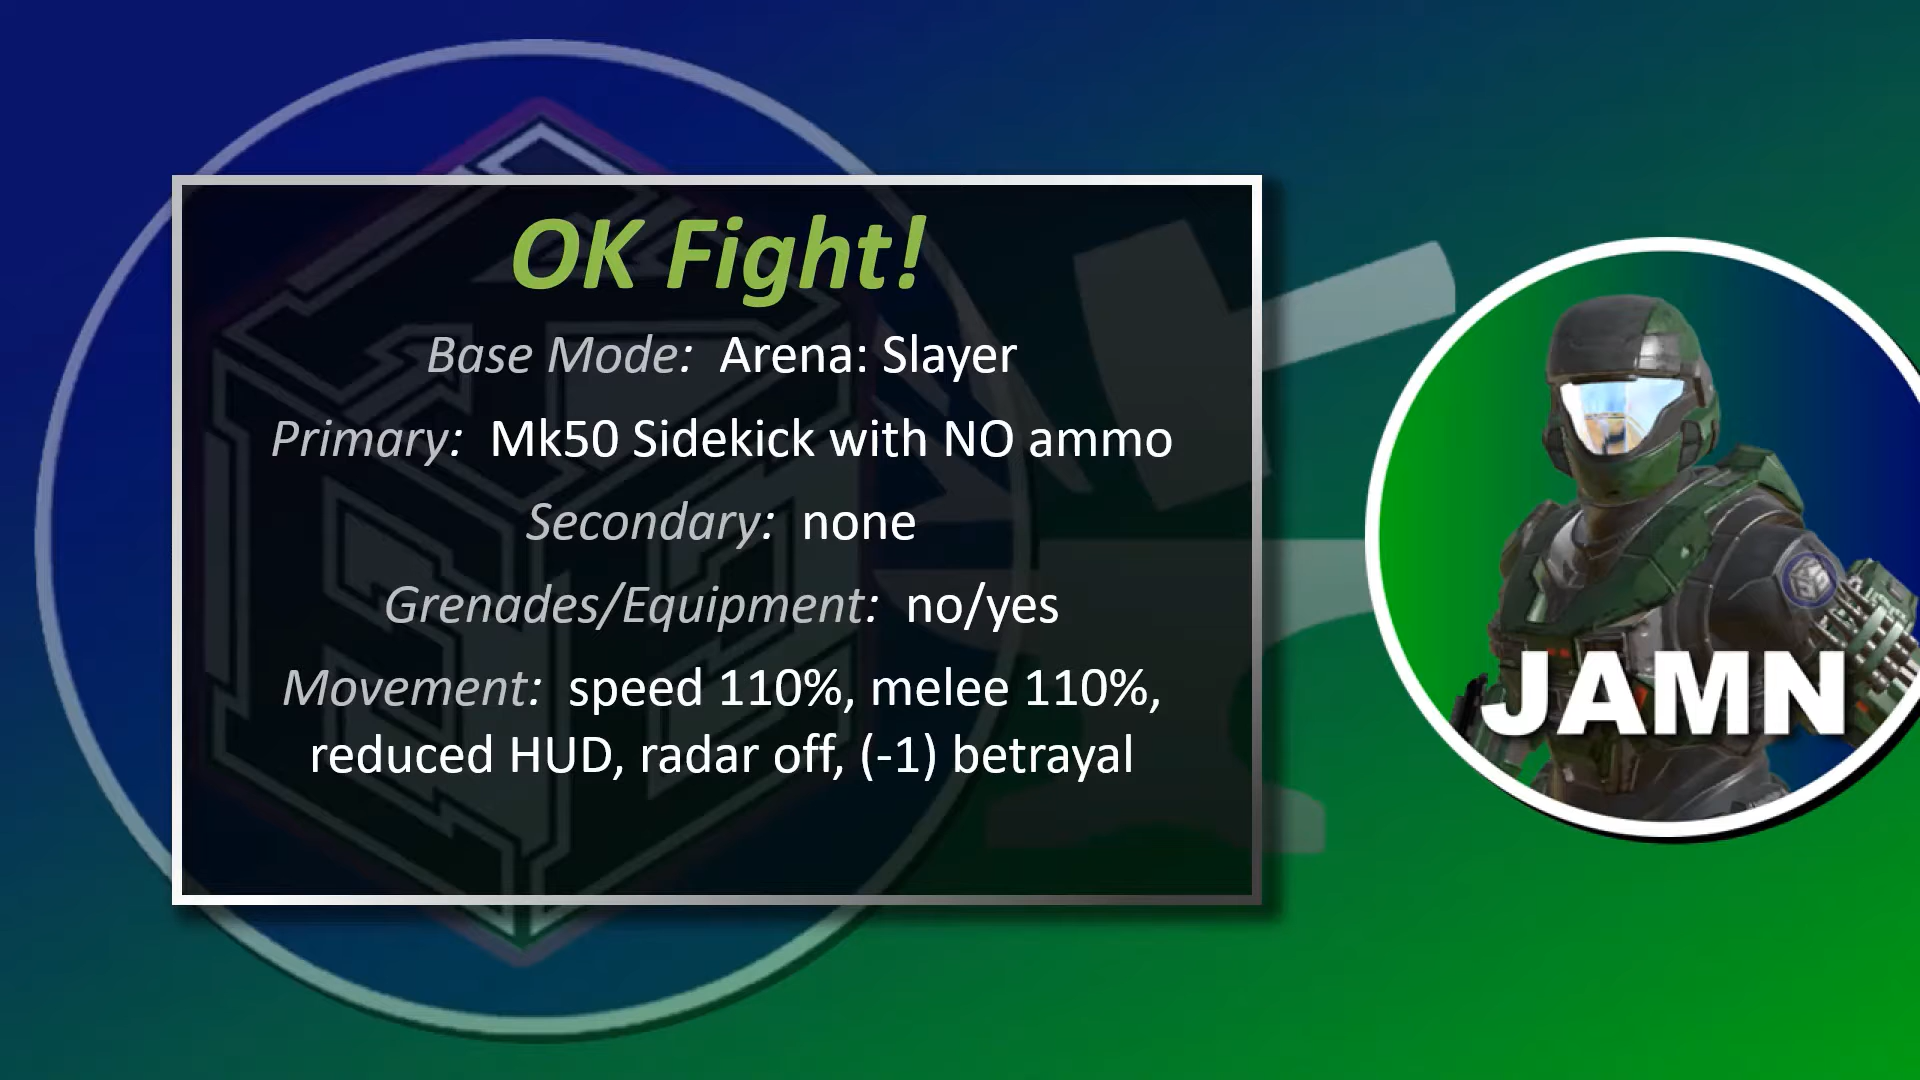 OK Fight!
Base Mode: Arena: Slayer
Primary: Mk50 Sidekick with NO ammo
Secondary: none
Grenades/Equipment: no/yes
Movement: speed 110%, melee 110%,
reduced HUD, radar off, (-1) betrayal
JAMN